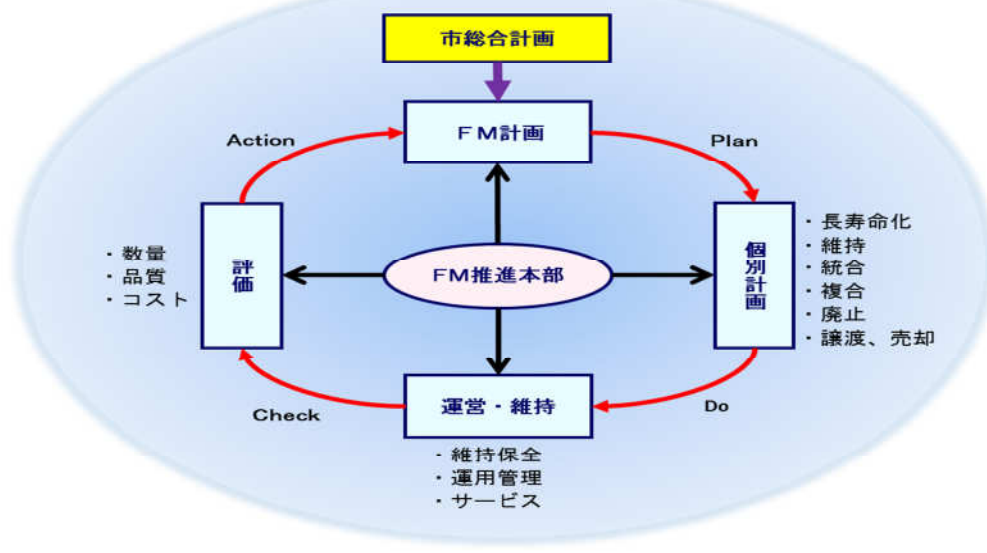 市総合計画
FM計画
Action
Plan
評価
・数量
・品質
・コスト
FM推進本部
個別計画
・長寿命化
・維持
・統合
・複合
・廃止
・譲渡、売却
運営・維持
Check
Do
・維持保全
・運用管理
・サービス